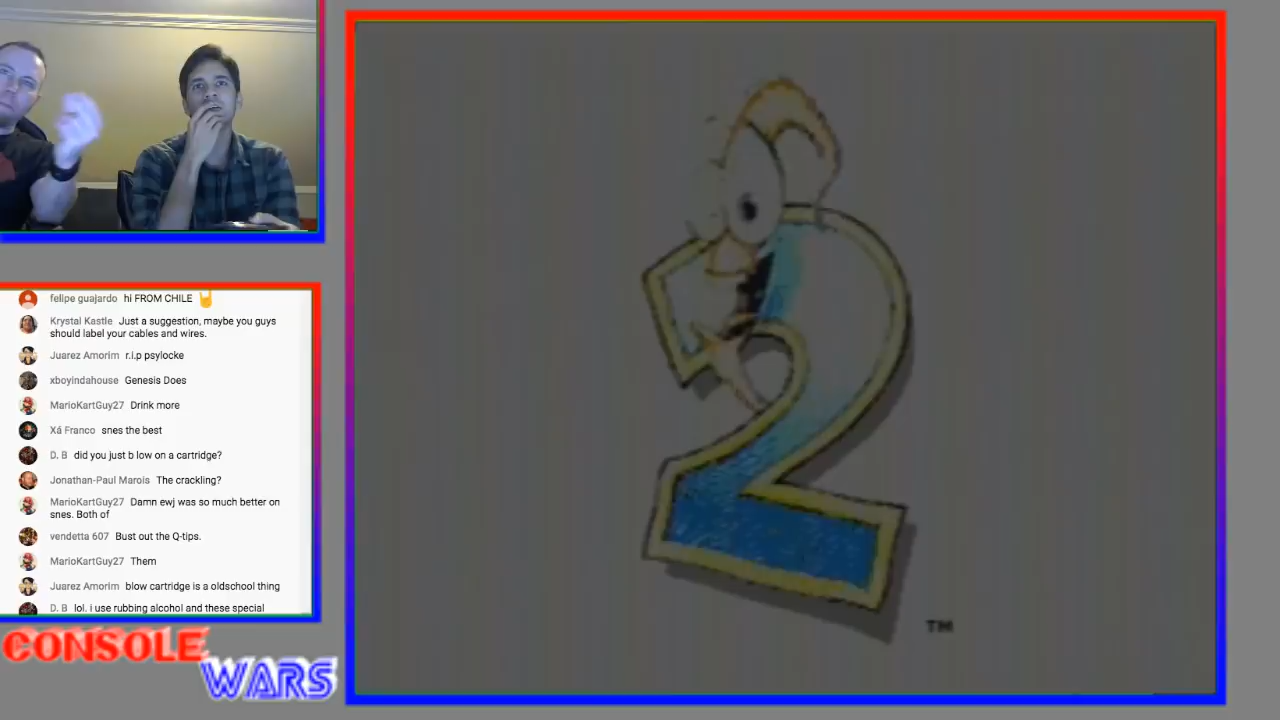 felipe guajardo hi FROM CHILE 🤘
Krystal Kastle Just a suggestion, maybe you guys
should label your cables and wires.
Juarez Amorim r.i.p psylocke
xboyindahouse Genesis Does
MarioKartGuy27 Drink more
Xá Franco snes the best
D. B did you just b low on a cartridge?
Jonathan-Paul Marois The crackling?
MarioKartGuy27 Damn ewj was so much better on
snes. Both of
vendetta 607 Bust out the Q-tips.
MarioKartGuy27 Them
Juarez Amorim blow cartridge is a oldschool thing
D. B lol. i use rubbing alcohol and these special
CONSOLE
WARS
2
TM